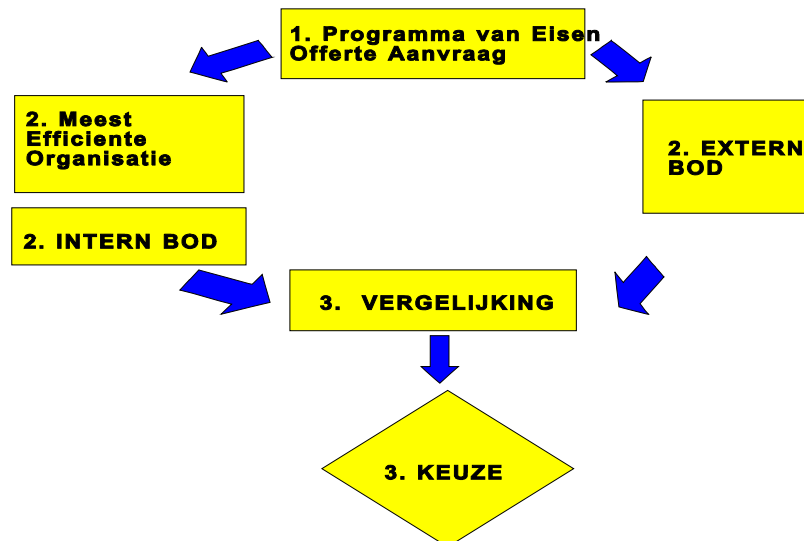 1. Programma van Eisen
Offerte Aanvraag
2. Meest
Efficiente
Organisatie
2. EXTERN
BOD
2. INTERN BOD
3. VERGELIJKING
3. KEUZE